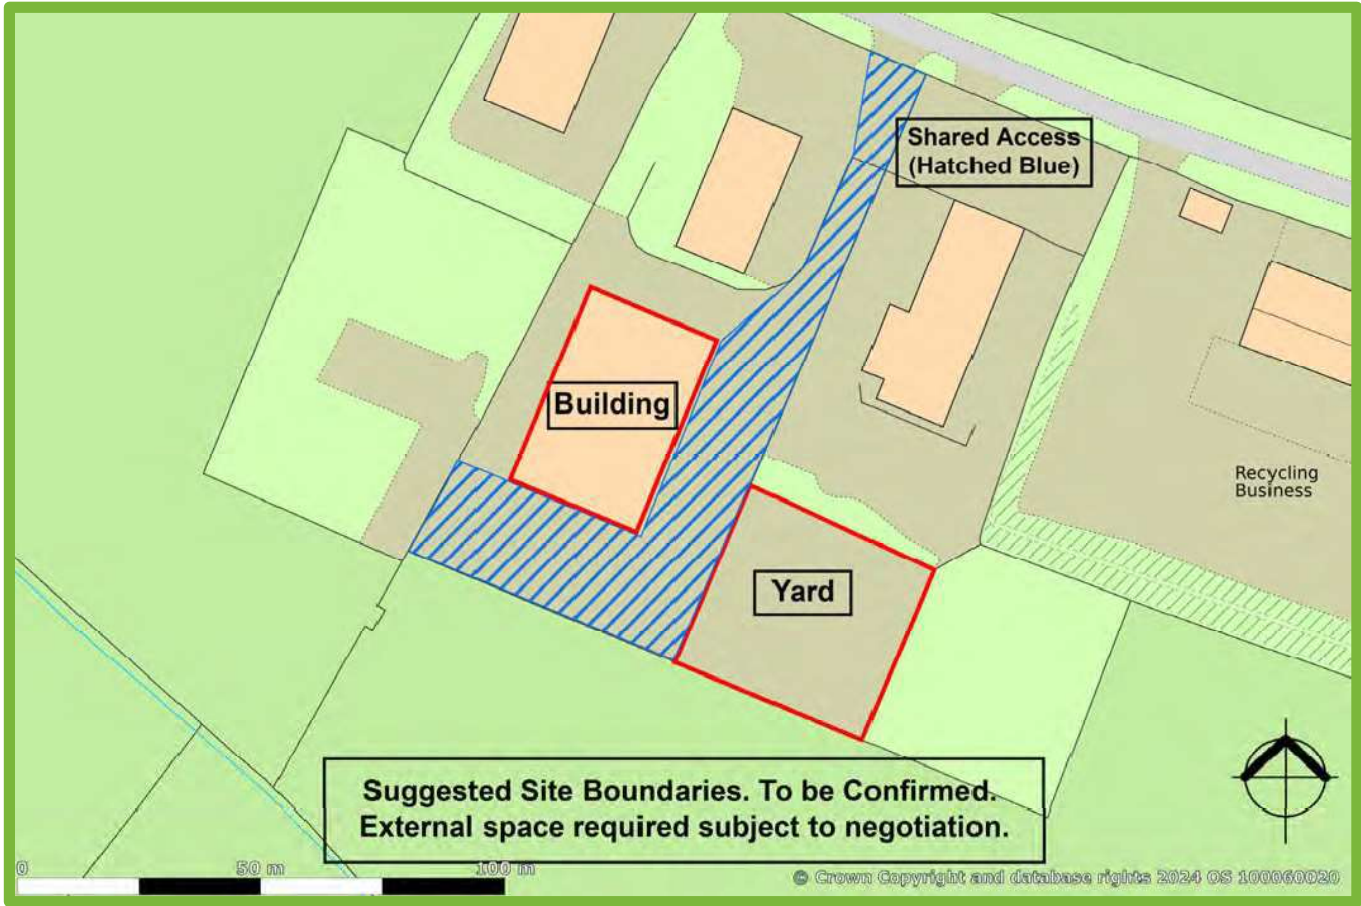 Shared Access
(Hatched Blue)
Building
Recycling
Business
Yard
Suggested Site Boundaries. To be Confirmed.
External space required subject to negotiation.
0 50 m 100 m
© Crown Copyright and database rights 2024 OS 100060020